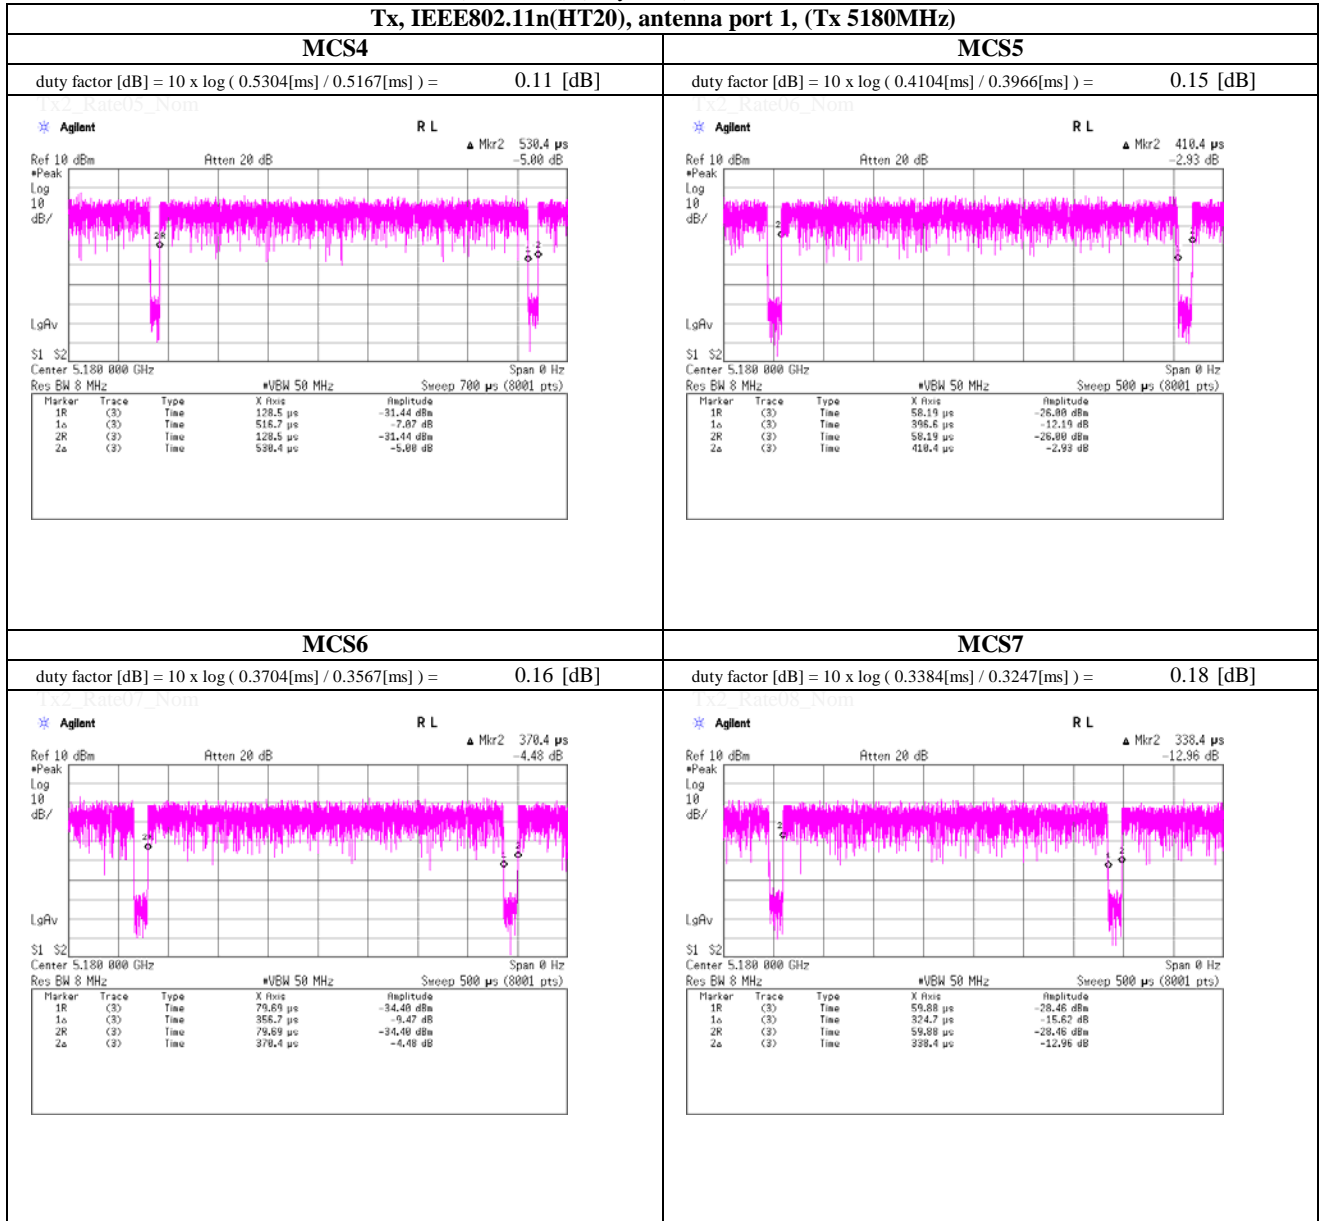 Tx, IEEE802.11n(HT20), antenna port 1, (Tx 5180MHz)
MCS4
duty factor [dB] = 10 x log ( 0.5304[ms] / 0.5167[ms] ) = 0.11 [dB]
Tx2_Rate05_Nom
Agilent R L
Δ Mkr2 530.4 µs
Ref 10 dBm Atten 20 dB -5.00 dB
#Peak
Log
10
dB/
2R
1
2
LgAv
S1 S2
Center 5.180 000 GHz Span 0 Hz
Res BW 8 MHz #VBW 50 MHz Sweep 700 µs (8001 pts)
Marker Trace Type X Axis Amplitude
1R (3) Time 128.5 µs -31.44 dBm
1Δ (3) Time 516.7 µs -7.07 dB
2R (3) Time 128.5 µs -31.44 dBm
2Δ (3) Time 530.4 µs -5.00 dB
MCS5
duty factor [dB] = 10 x log ( 0.4104[ms] / 0.3966[ms] ) = 0.15 [dB]
Tx2_Rate06_Nom
Agilent R L
Δ Mkr2 410.4 µs
Ref 10 dBm Atten 20 dB -2.93 dB
#Peak
Log
10
dB/
2
1
2
LgAv
S1 S2
Center 5.180 000 GHz Span 0 Hz
Res BW 8 MHz #VBW 50 MHz Sweep 500 µs (8001 pts)
Marker Trace Type X Axis Amplitude
1R (3) Time 58.19 µs -26.00 dBm
1Δ (3) Time 396.6 µs -12.19 dB
2R (3) Time 58.19 µs -26.00 dBm
2Δ (3) Time 410.4 µs -2.93 dB
MCS6
duty factor [dB] = 10 x log ( 0.3704[ms] / 0.3567[ms] ) = 0.16 [dB]
Tx2_Rate07_Nom
Agilent R L
Δ Mkr2 370.4 µs
Ref 10 dBm Atten 20 dB -4.48 dB
#Peak
Log
10
dB/
2R
1
2
LgAv
S1 S2
Center 5.180 000 GHz Span 0 Hz
Res BW 8 MHz #VBW 50 MHz Sweep 500 µs (8001 pts)
Marker Trace Type X Axis Amplitude
1R (3) Time 79.69 µs -34.40 dBm
1Δ (3) Time 356.7 µs -9.47 dB
2R (3) Time 79.69 µs -34.40 dBm
2Δ (3) Time 370.4 µs -4.48 dB
MCS7
duty factor [dB] = 10 x log ( 0.3384[ms] / 0.3247[ms] ) = 0.18 [dB]
Tx2_Rate08_Nom
Agilent R L
Δ Mkr2 338.4 µs
Ref 10 dBm Atten 20 dB -12.96 dB
#Peak
Log
10
dB/
2
1
2
LgAv
S1 S2
Center 5.180 000 GHz Span 0 Hz
Res BW 8 MHz #VBW 50 MHz Sweep 500 µs (8001 pts)
Marker Trace Type X Axis Amplitude
1R (3) Time 59.88 µs -28.46 dBm
1Δ (3) Time 324.7 µs -15.62 dB
2R (3) Time 59.88 µs -28.46 dBm
2Δ (3) Time 338.4 µs -12.96 dB